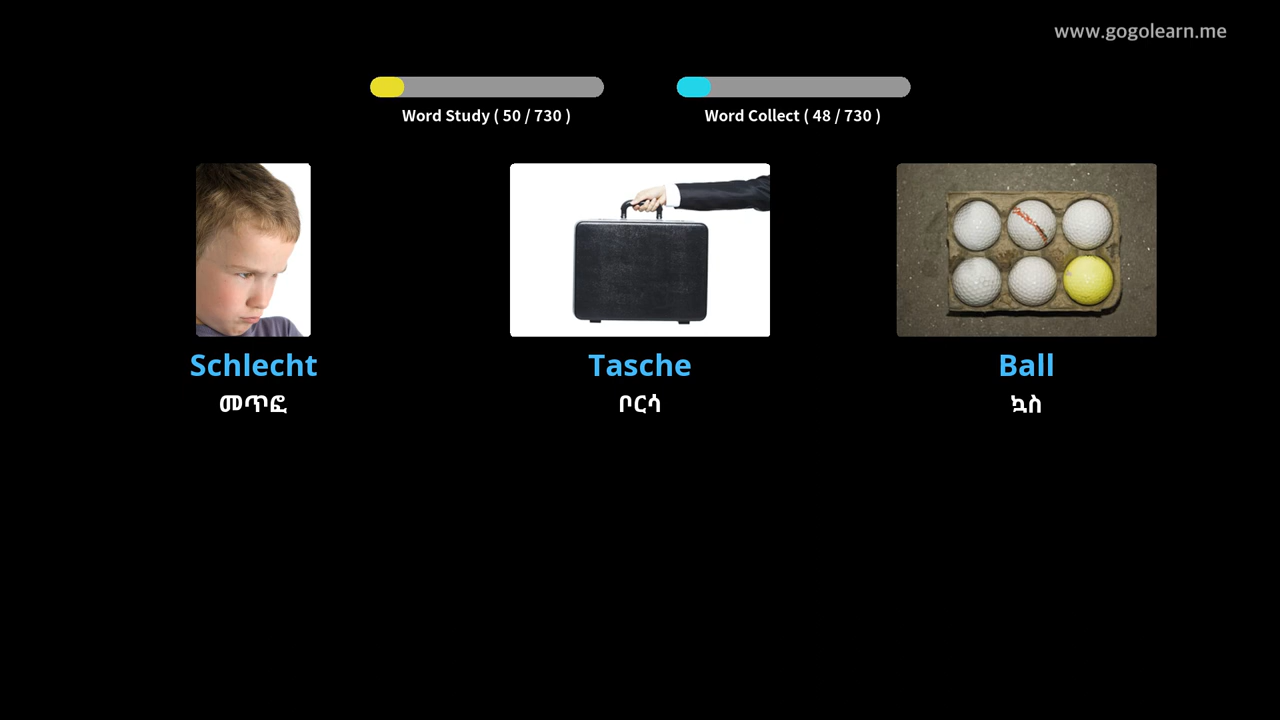 www.gogolearn.me
Word Study ( 50 / 730 )
Word Collect ( 48 / 730 )
Schlecht
Tasche
Ball
መጥፎ
ቦርሳ
ኳስ